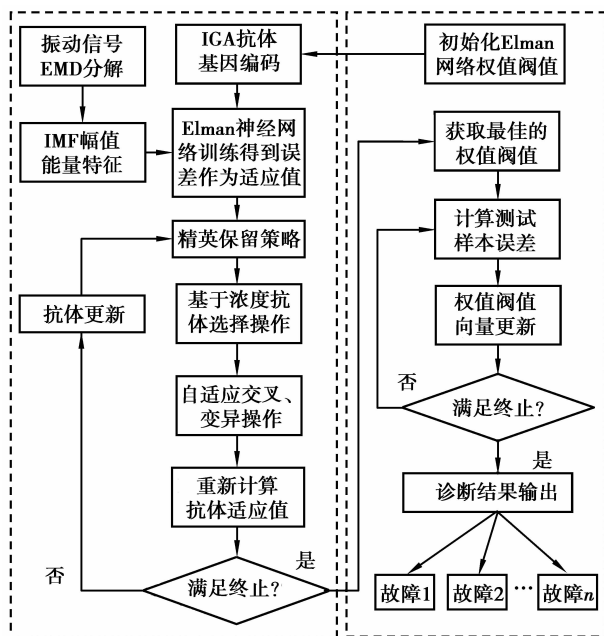 振动信号
EMD分解
IMF幅值
能量特征
IGA抗体
基因编码
Elman神经网
络训练得到误
差作为适应值
精英保留策略
抗体更新
基于浓度抗
体选择操作
自适应交叉、
变异操作
重新计算
抗体适应值
满足终止?
否
是
初始化Elman
网络权值阀值
获取最佳的
权值阀值
计算测试
样本误差
权值阀值
向量更新
满足终止?
否
是
诊断结果输出
故障1
故障2
…
故障n